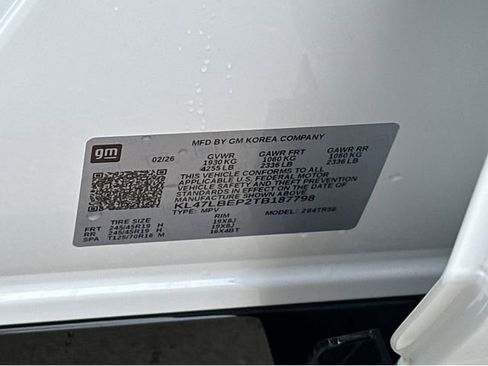 MFD BY GM KOREA COMPANY
gm 02/26 GVWR GAWR FRT GAWR RR
1930 KG 1060 KG 1060 KG
4255 LB 2336 LB 2336 LB
THIS VEHICLE CONFORMS TO ALL
APPLICABLE U.S. FEDERAL MOTOR
VEHICLE SAFETY AND THEFT PREVENTION
STANDARDS IN EFFECT ON THE DATE OF
MANUFACTURE SHOWN ABOVE.
KL47LBEP2TB187798
TYPE: MPV MODEL: 2S4TR58
TIRE SIZE RIM
FRT 245/45R19 H 19X8J
RR 245/45R19 H 19X8J
SPA T125/70R16 M 16X4BT